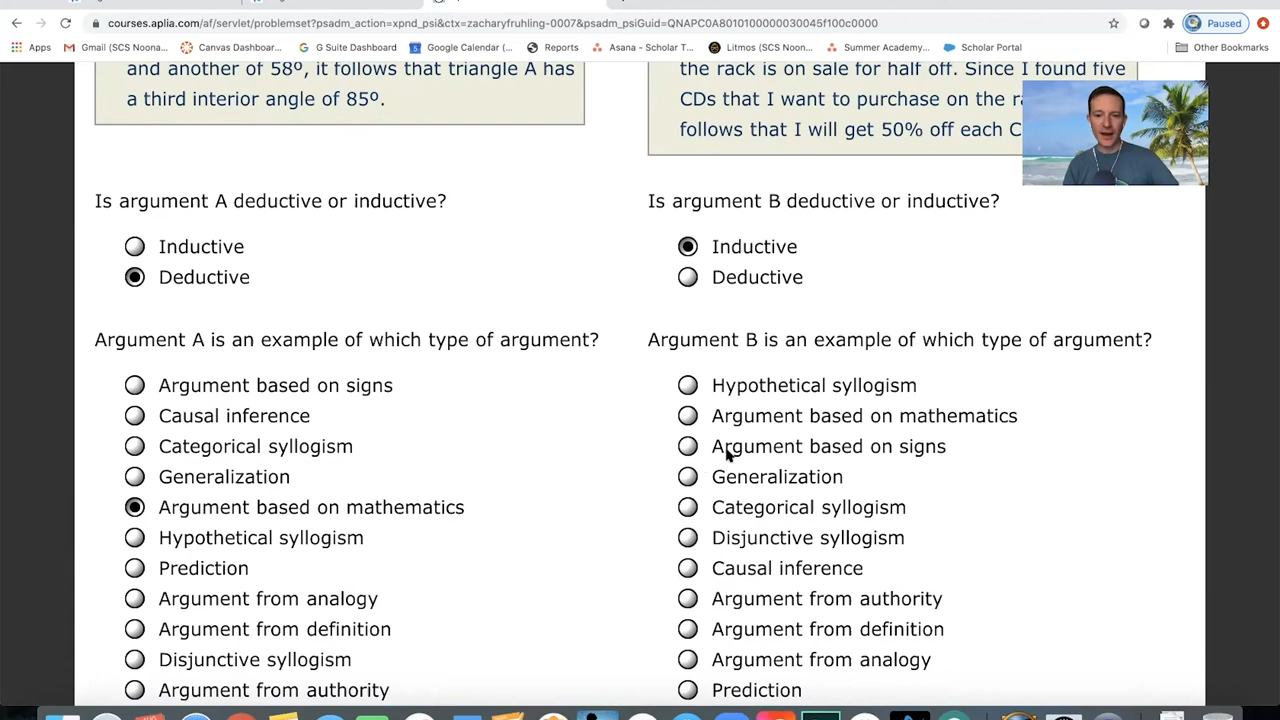 courses.aplia.com/af/servlet/problemset?psadm_action=xpnd_psi&ctx=zacharyfruhling-0007&psadm_psiGuid=QNAPC0A8010100000030045f100c0000
Paused
Apps
Gmail (SCS Noona...
Canvas Dashboar...
G Suite Dashboard
Google Calendar (...
Reports
Asana - Scholar T...
Litmos (SCS Noon...
Summer Academy...
Scholar Portal
Other Bookmarks
and another of 58º, it follows that triangle A has
a third interior angle of 85º.
the rack is on sale for half off. Since I found five
CDs that I want to purchase on the
follows that I will get 50% off each
Is argument A deductive or inductive?
Inductive
Deductive
Argument A is an example of which type of argument?
Argument based on signs
Causal inference
Categorical syllogism
Generalization
Argument based on mathematics
Hypothetical syllogism
Prediction
Argument from analogy
Argument from definition
Disjunctive syllogism
Argument from authority
Is argument B deductive or inductive?
Inductive
Deductive
Argument B is an example of which type of argument?
Hypothetical syllogism
Argument based on mathematics
Argument based on signs
Generalization
Categorical syllogism
Disjunctive syllogism
Causal inference
Argument from authority
Argument from definition
Argument from analogy
Prediction